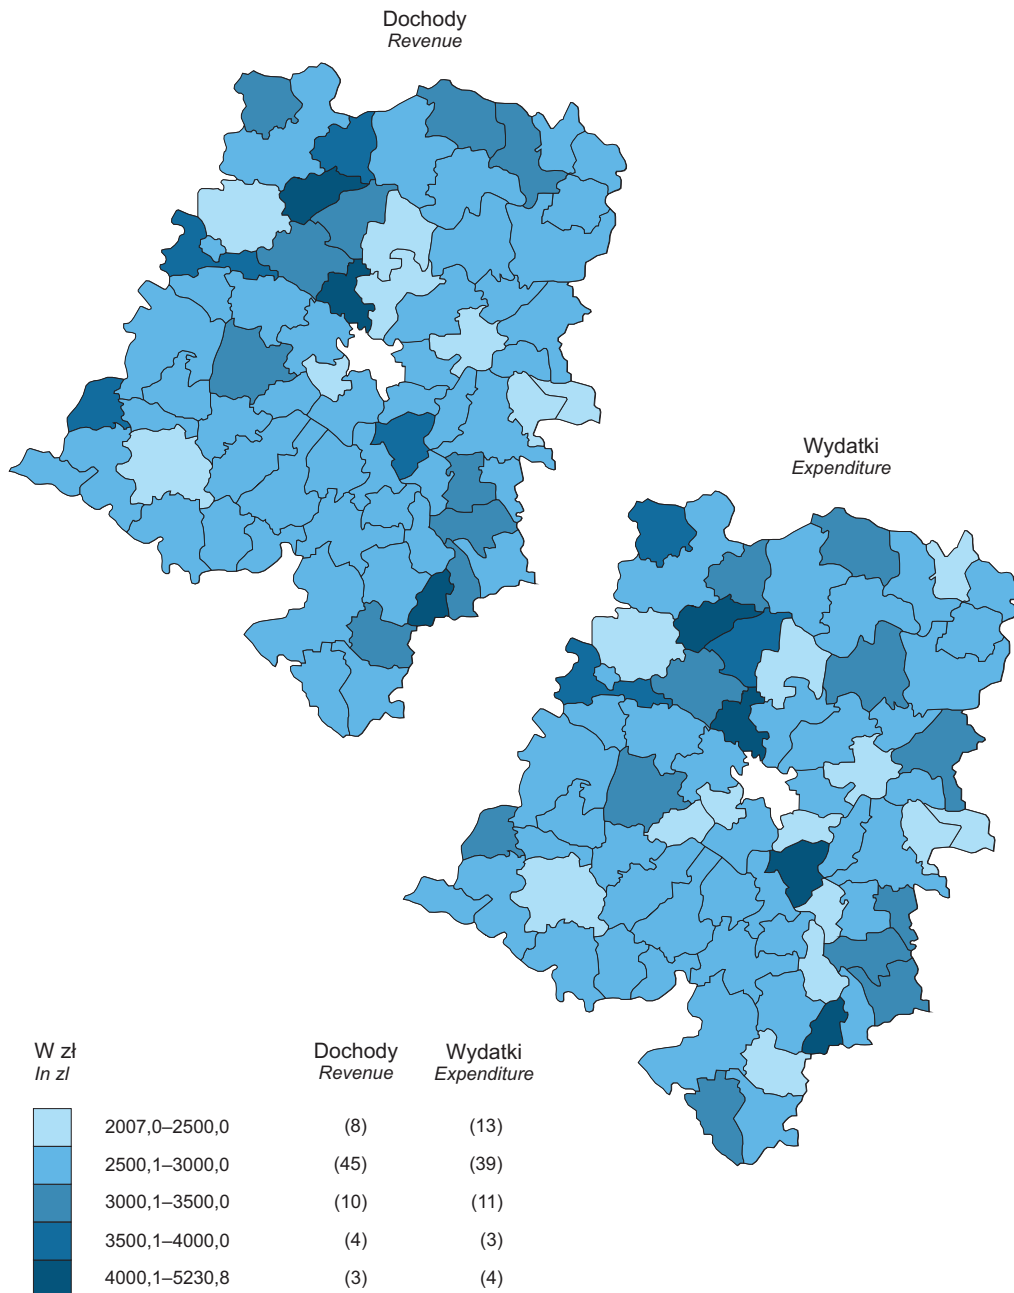 Dochody
Revenue
Wydatki
Expenditure
W zł
In zl
Dochody
Revenue
Wydatki
Expenditure
2007,0–2500,0 (8) (13)
2500,1–3000,0 (45) (39)
3000,1–3500,0 (10) (11)
3500,1–4000,0 (4) (3)
4000,1–5230,8 (3) (4)